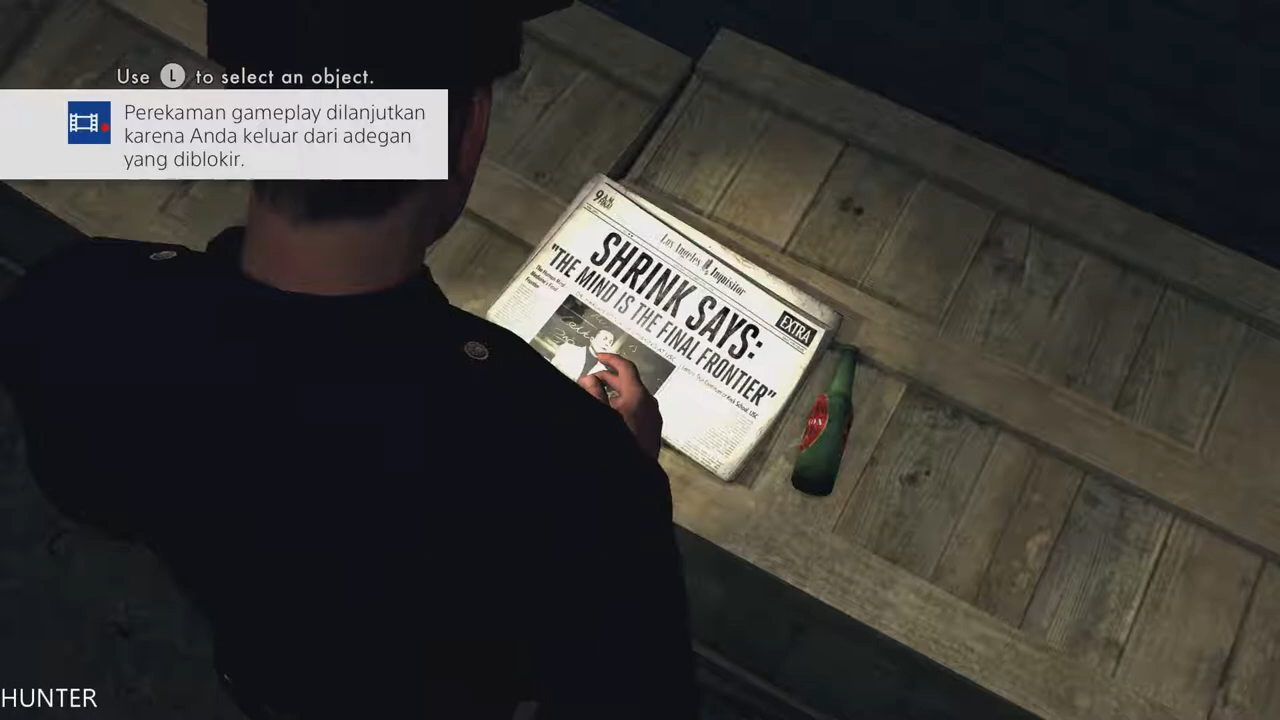 Use L to select an object.
Perekaman gameplay dilanjutkan
karena Anda keluar dari adegan
yang diblokir.
9 A.M.
Los Angeles Inquisitor
SHRINK SAYS:
"THE MIND IS THE FINAL FRONTIER"
EXTRA
HUNTER